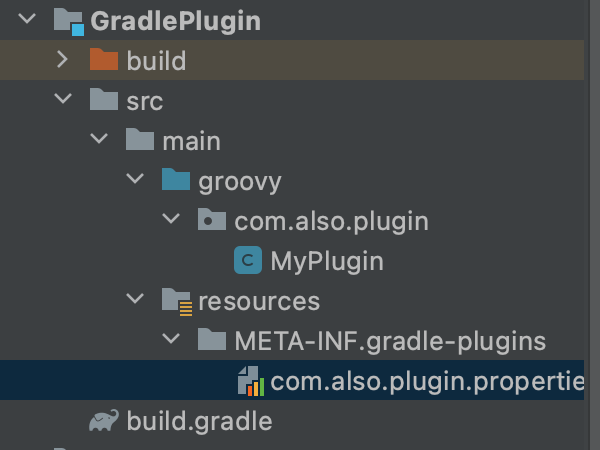 GradlePlugin
build
src
main
groovy
com.also.plugin
MyPlugin
resources
META-INF.gradle-plugins
com.also.plugin.propertie
build.gradle